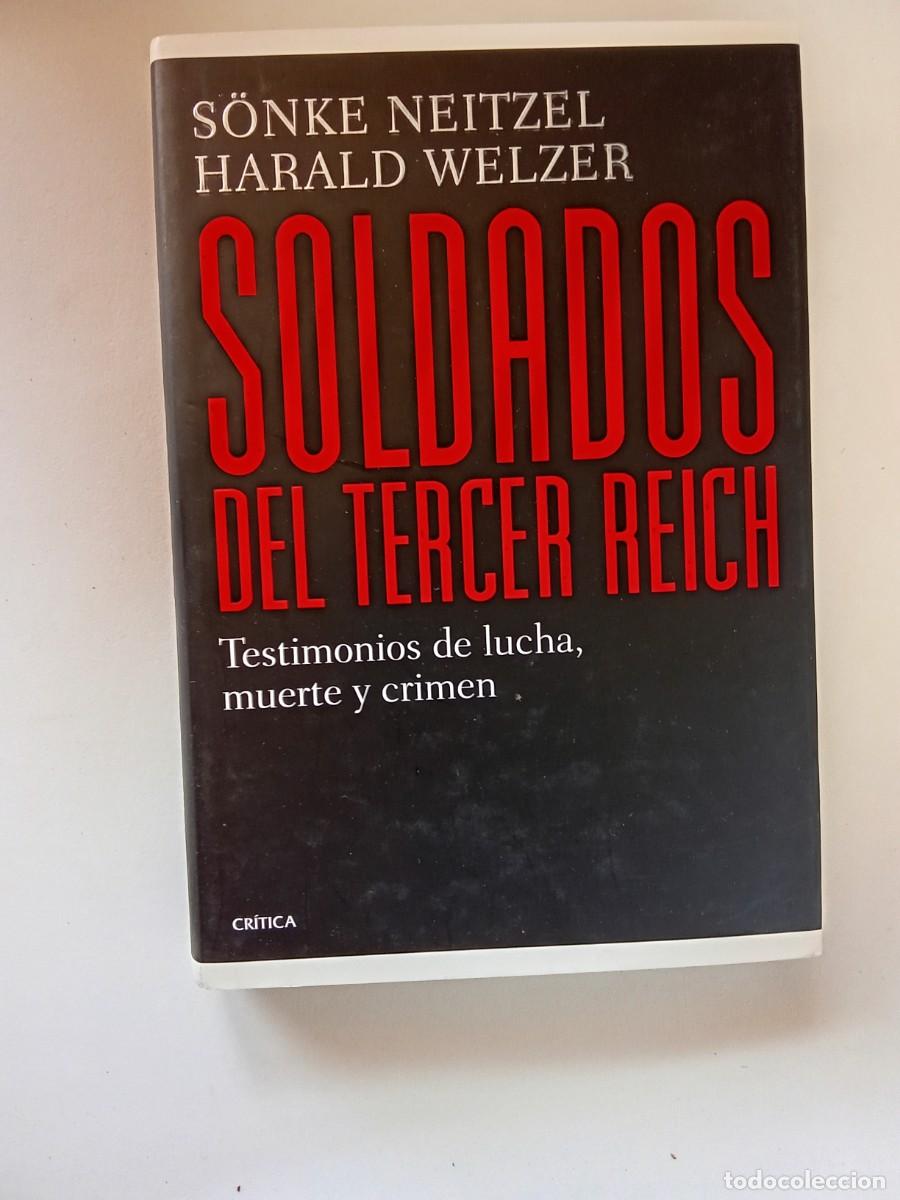 SÖNKE NEITZEL
HARALD WELZER
SOLDADOS
DEL TERCER REICH
Testimonios de lucha,
muerte y crimen
CRÍTICA
todocoleccion